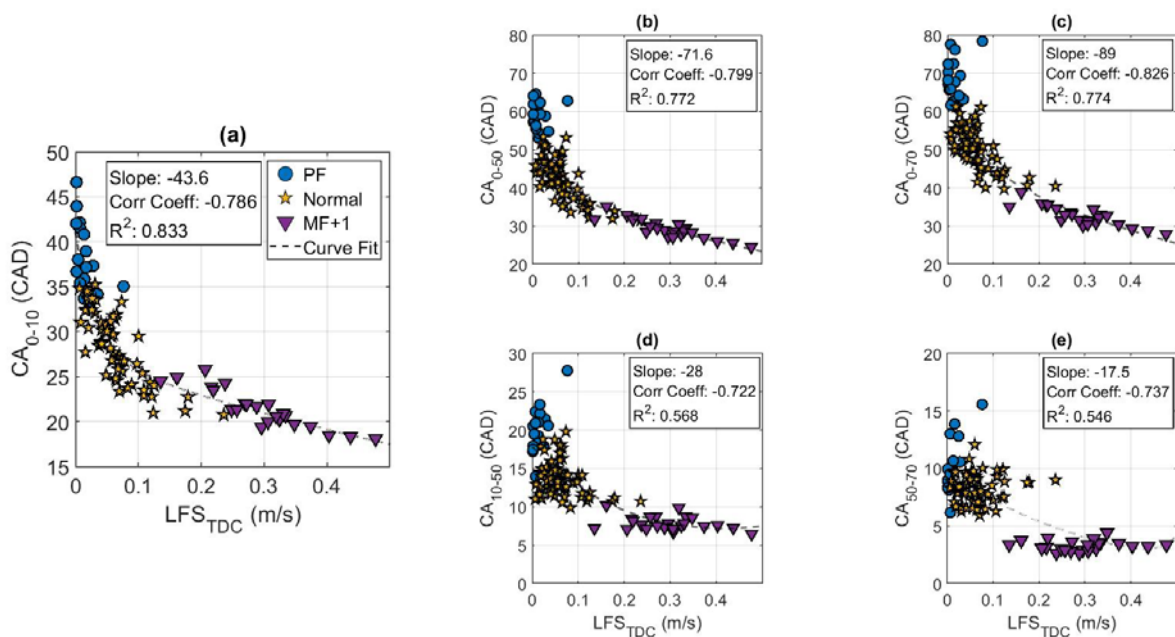 (a)
50
45
40
35
30
25
20
15
CA0-10 (CAD)
Slope: -43.6
Corr Coeff: -0.786
R2: 0.833
PF
Normal
MF+1
Curve Fit
0 0.1 0.2 0.3 0.4
LFSTDC (m/s)
(b)
80
70
60
50
40
30
20
CA0-50 (CAD)
Slope: -71.6
Corr Coeff: -0.799
R2: 0.772
0 0.1 0.2 0.3 0.4
(c)
80
70
60
50
40
30
20
CA0-70 (CAD)
Slope: -89
Corr Coeff: -0.826
R2: 0.774
0 0.1 0.2 0.3 0.4
(d)
30
25
20
15
10
5
0
CA10-50 (CAD)
Slope: -28
Corr Coeff: -0.722
R2: 0.568
0 0.1 0.2 0.3 0.4
LFSTDC (m/s)
(e)
20
15
10
5
0
CA50-70 (CAD)
Slope: -17.5
Corr Coeff: -0.737
R2: 0.546
0 0.1 0.2 0.3 0.4
LFSTDC (m/s)